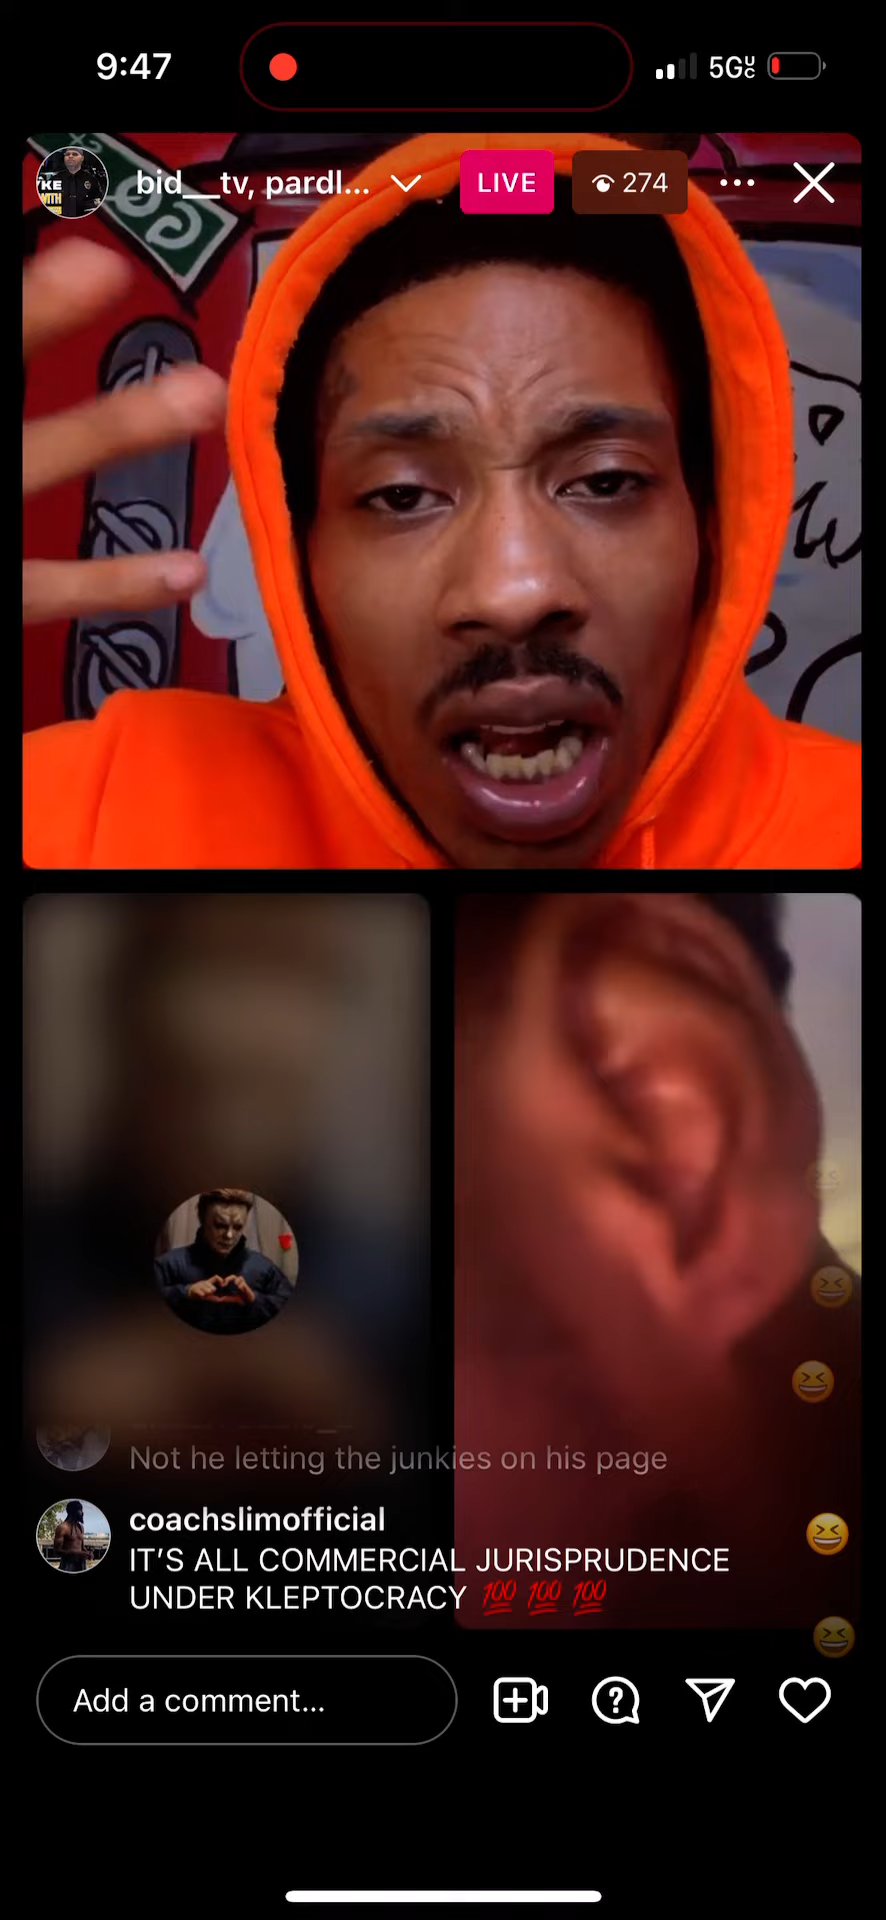 9:47
5GUC
bid__tv, pardl...
LIVE
274
Not he letting the junkies on his page
coachslimofficial
IT'S ALL COMMERCIAL JURISPRUDENCE
UNDER KLEPTOCRACY 💯 💯 💯
Add a comment...